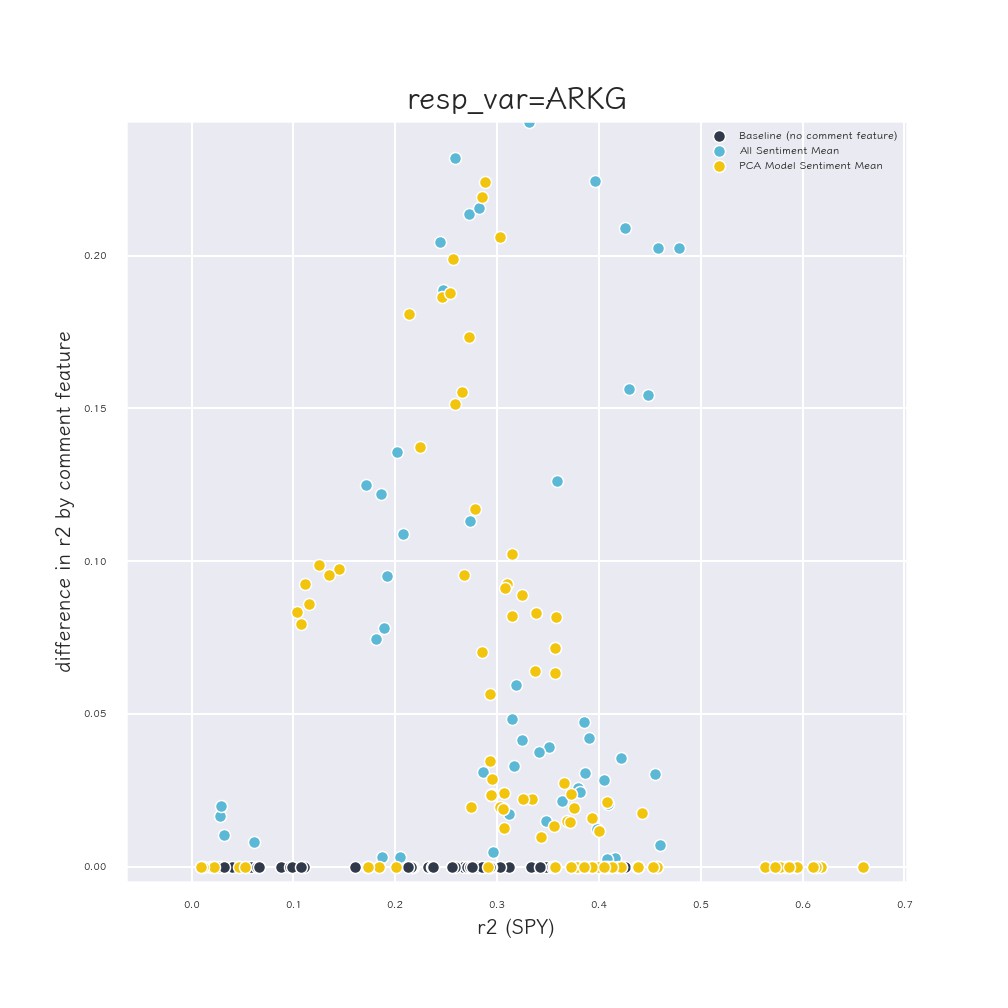 resp_var=ARKG
Baseline (no comment feature)
All Sentiment Mean
PCA Model Sentiment Mean
difference in r2 by comment feature
0.20
0.15
0.10
0.05
0.00
0.0 0.1 0.2 0.3 0.4 0.5 0.6 0.7
r2 (SPY)